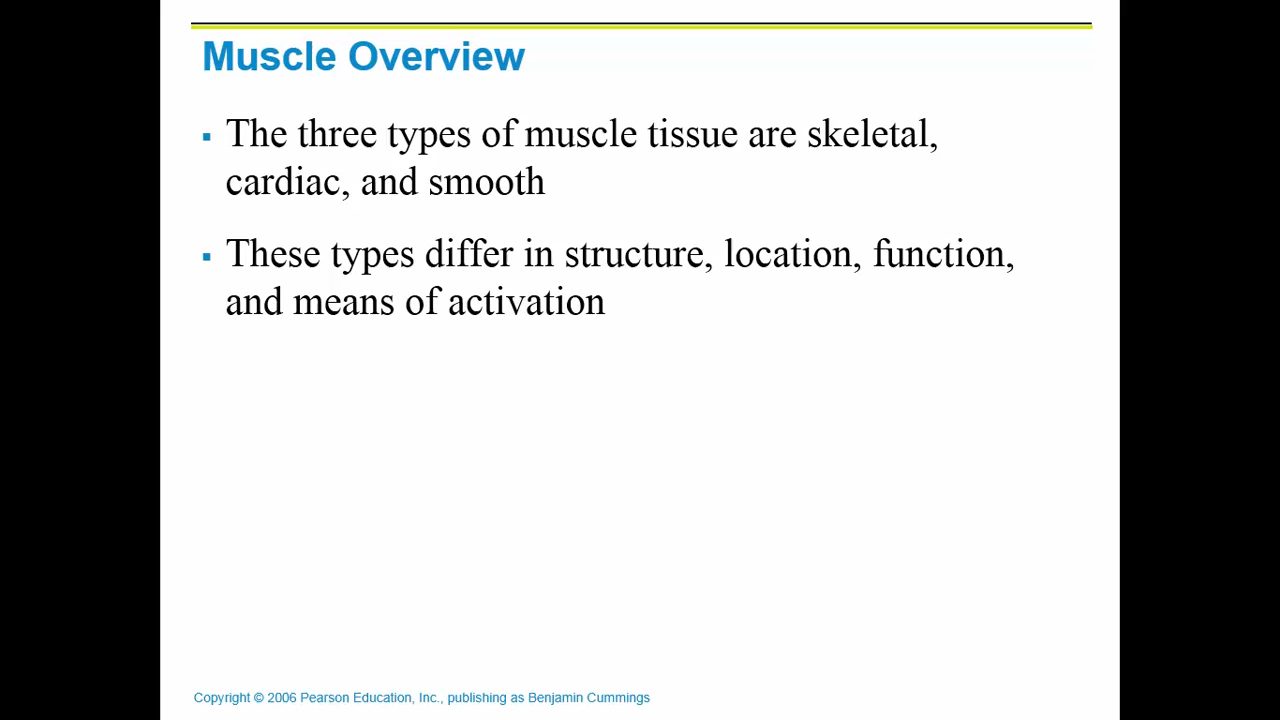 Muscle Overview
▪ The three types of muscle tissue are skeletal,
cardiac, and smooth
▪ These types differ in structure, location, function,
and means of activation
Copyright © 2006 Pearson Education, Inc., publishing as Benjamin Cummings